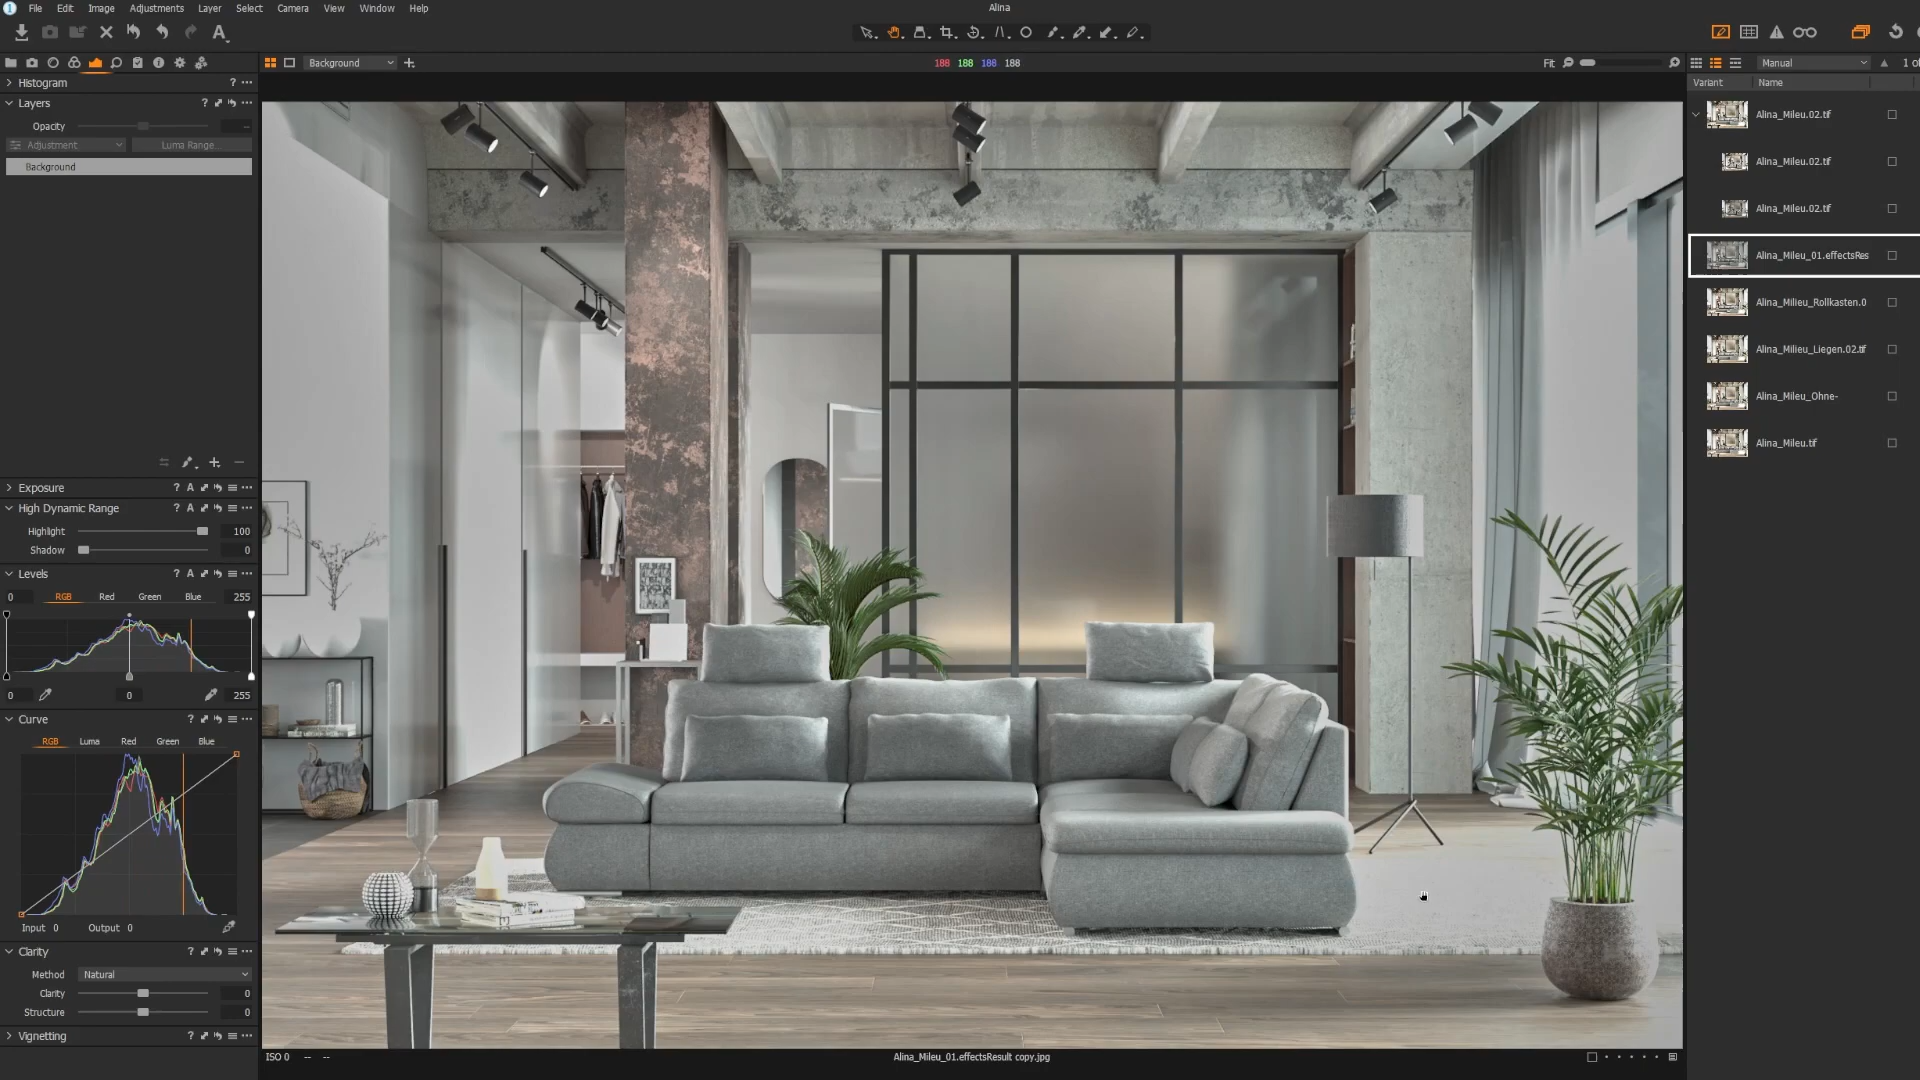 File Edit Image Adjustments Layer Select Camera View Window Help
Alina
A
Background
188 188 188 188
Fit
Manual
1 of
Histogram
? ...
Variant
Name
Layers
Opacity
Adjustment
Luma Range...
Background
Alina_Mileu.02.tif
Alina_Mileu.02.tif
Alina_Mileu.02.tif
Alina_Mileu_01.effectsRes
Alina_Milieu_Rollkasten.0
Alina_Milieu_Liegen.02.tif
Alina_Mileu_Ohne-
Alina_Mileu.tif
Exposure
? A
High Dynamic Range
? A
Highlight 100
Shadow 0
Levels
? A
0 RGB Red Green Blue 255
0 0 255
Curve
?
RGB Luma Red Green Blue
Input 0 Output 0
Clarity
?
Method Natural
Clarity 0
Structure 0
Vignetting
?
ISO 0 -- --
Alina_Mileu_01.effectsResult copy.jpg